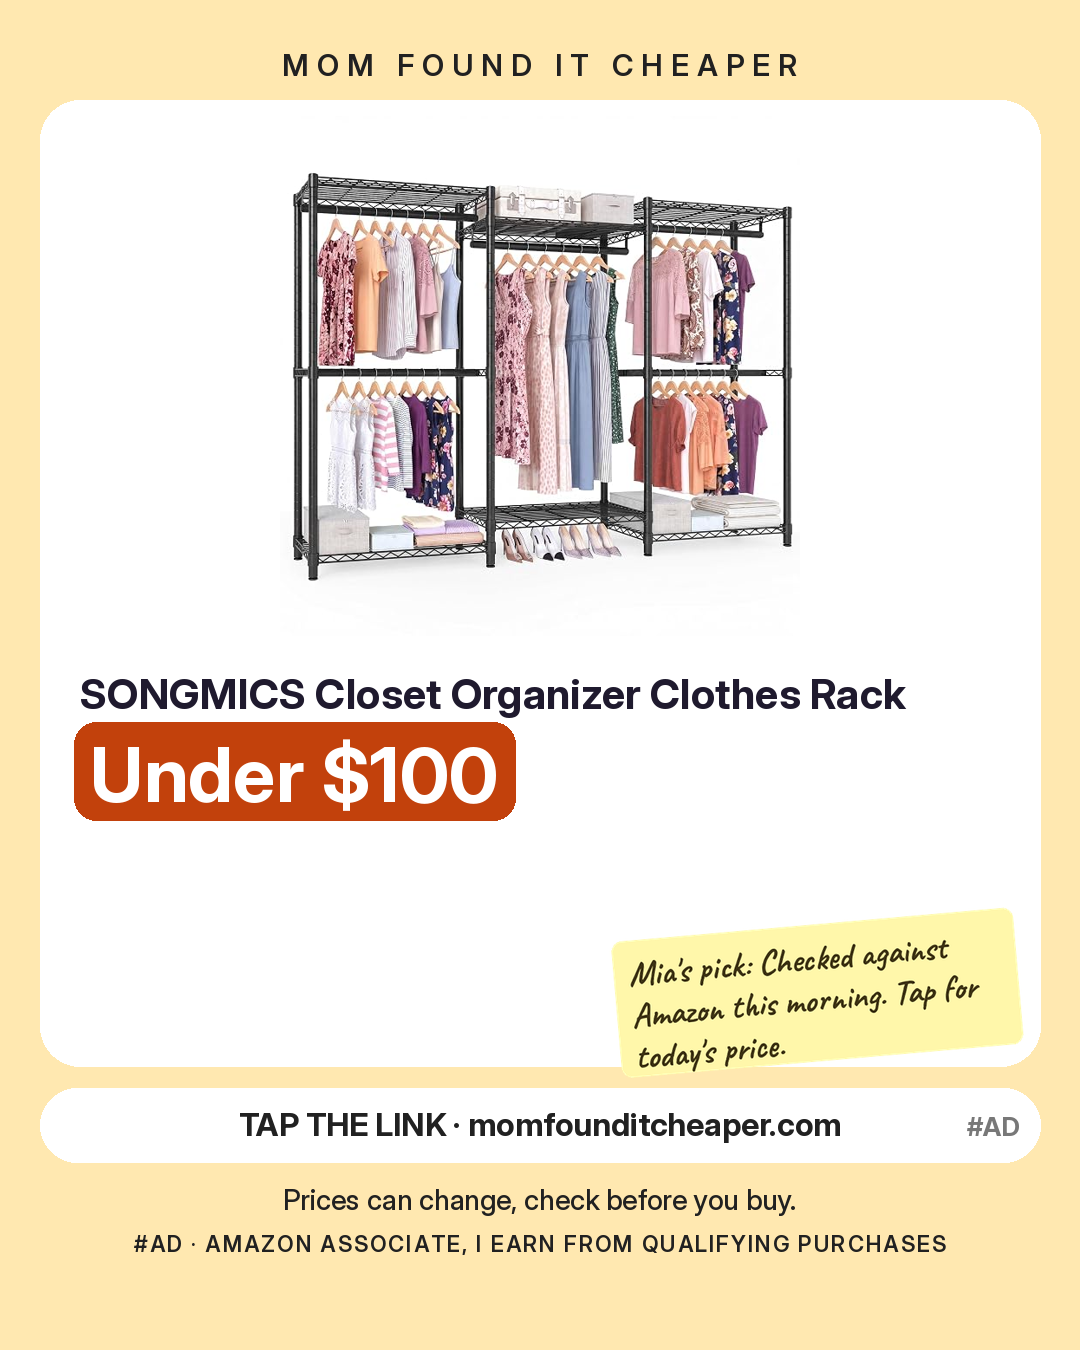 MOM FOUND IT CHEAPER
SONGMICS Closet Organizer Clothes Rack
Under $100
Mia's pick: Checked against
Amazon this morning. Tap for
today's price.
TAP THE LINK · momfounditcheaper.com
#AD
Prices can change, check before you buy.
#AD · AMAZON ASSOCIATE, I EARN FROM QUALIFYING PURCHASES